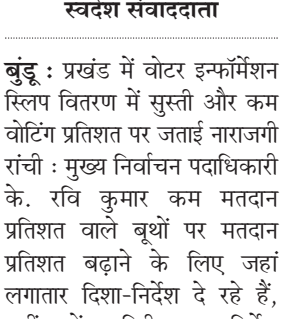 स्वदेश संवाददाता
बुंडू : प्रखंड में वोटर इन्फॉर्मेशन
स्लिप वितरण में सुस्ती और कम
वोटिंग प्रतिशत पर जताई नाराजगी
रांची : मुख्य निर्वाचन पदाधिकारी
के. रवि कुमार कम मतदान
प्रतिशत वाले बूथों पर मतदान
प्रतिशत बढ़ाने के लिए जहां
लगातार दिशा-निर्देश दे रहे हैं,